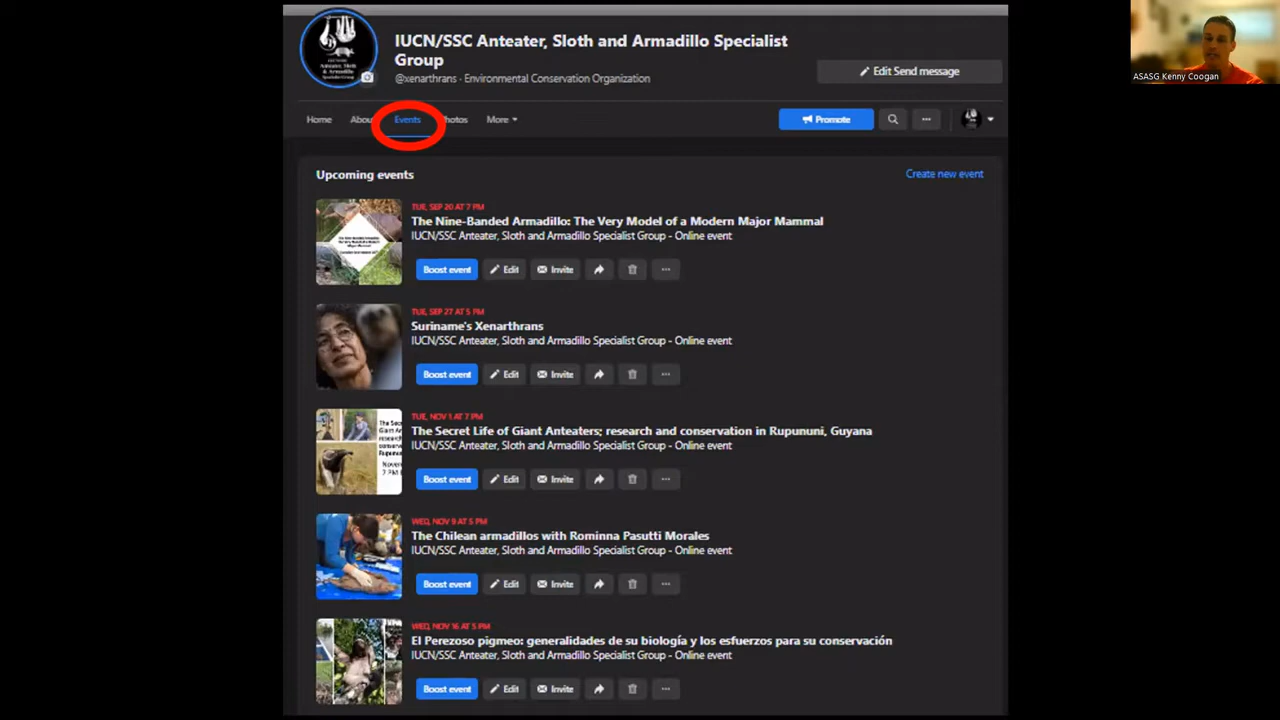 IUCN/SSC Anteater, Sloth and Armadillo Specialist
Group
@xenarthrans · Environmental Conservation Organization
Edit Send message
ASASG Kenny Coogan
Home Abou Events hotos More
Promote
Upcoming events
Create new event
TUE, SEP 20 AT 7 PM
The Nine-Banded Armadillo: The Very Model of a Modern Major Mammal
IUCN/SSC Anteater, Sloth and Armadillo Specialist Group - Online event
Boost event Edit Invite
TUE, SEP 27 AT 5 PM
Suriname's Xenarthrans
IUCN/SSC Anteater, Sloth and Armadillo Specialist Group - Online event
Boost event Edit Invite
TUE, NOV 1 AT 7 PM
The Secret Life of Giant Anteaters; research and conservation in Rupununi, Guyana
IUCN/SSC Anteater, Sloth and Armadillo Specialist Group - Online event
Boost event Edit Invite
WED, NOV 9 AT 5 PM
The Chilean armadillos with Rominna Pasutti Morales
IUCN/SSC Anteater, Sloth and Armadillo Specialist Group - Online event
Boost event Edit Invite
WED, NOV 16 AT 5 PM
El Perezoso pigmeo: generalidades de su biología y los esfuerzos para su conservación
IUCN/SSC Anteater, Sloth and Armadillo Specialist Group - Online event
Boost event Edit Invite